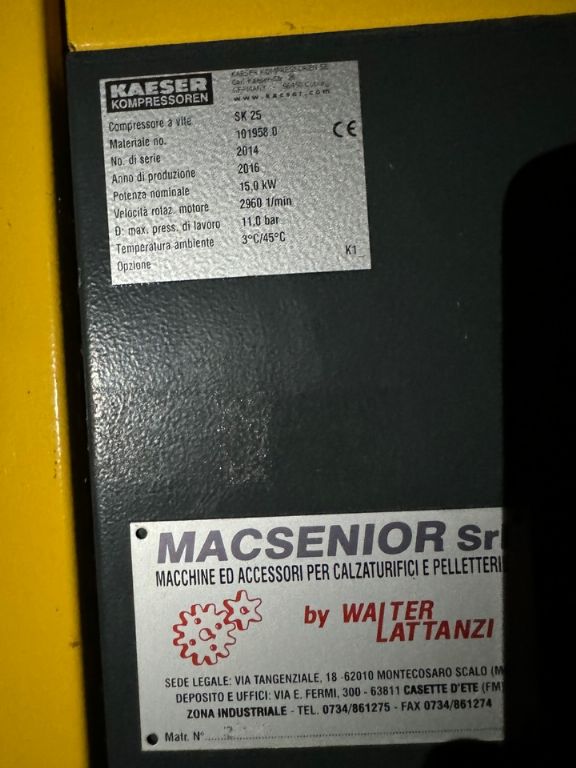 KAESER
KOMPRESSOREN
KAESER KOMPRESSOREN SE
GERMANY 96450 Coburg
www.kaeser.com
CE
Compressore a vite SK 25
Materiale no. 101958.0
No. di serie 2014
Anno di produzione 2016
Potenza nominale 15,0 kW
Velocità rotaz. motore 2960 1/min
D: max. press. di lavoro 11.0 bar
Temperatura ambiente 3°C/45°C
Opzione K1
MACSENIOR Srl
MACCHINE ED ACCESSORI PER CALZATURIFICI E PELLETTERI
by WALTER
LATTANZI
SEDE LEGALE: VIA TANGENZIALE, 18 -62010 MONTECOSARO SCALO (M
DEPOSITO E UFFICI: VIA E. FERMI, 300 - 63811 CASETTE D'ETE (FM)
ZONA INDUSTRIALE - TEL. 0734/861275 - FAX 0734/861274
Matr. N°